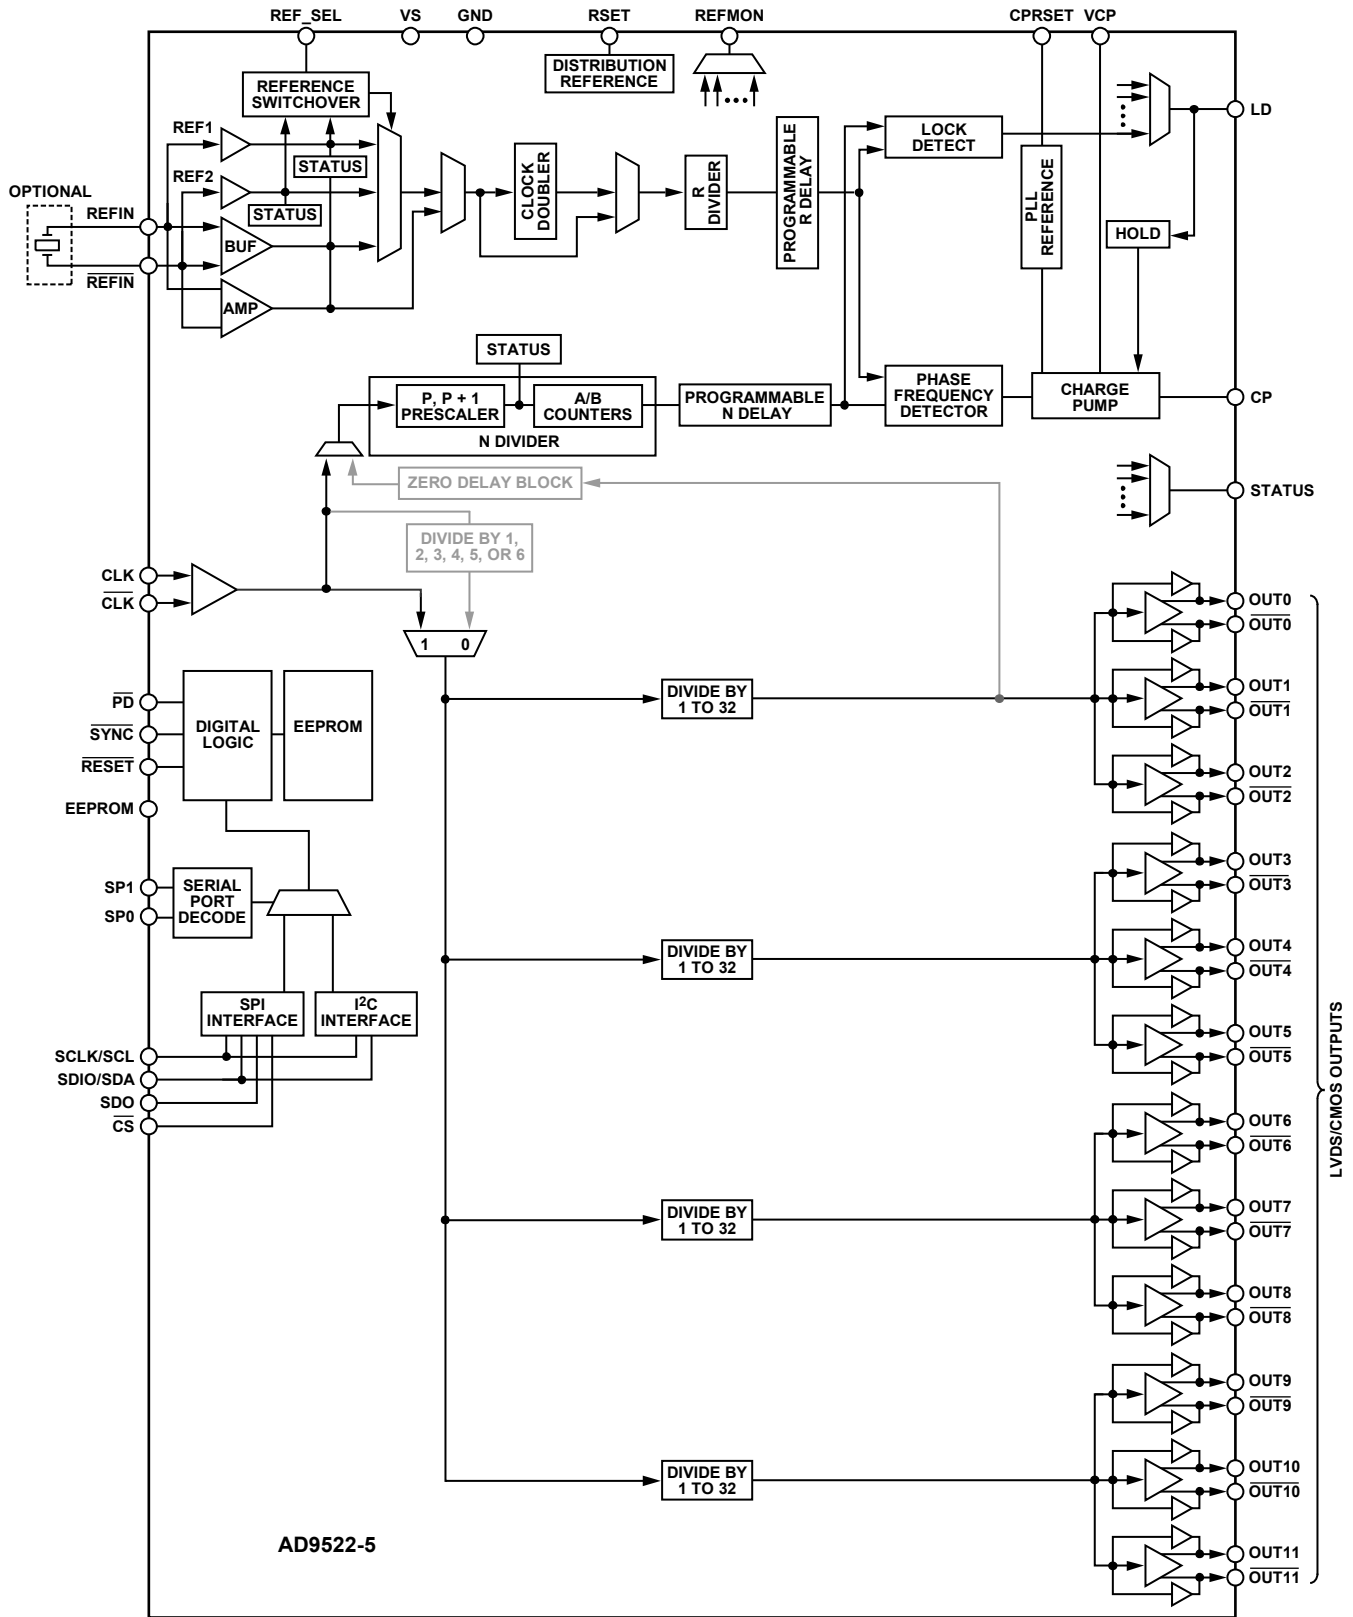 REF_SEL
VS
GND
RSET
REFMON
CPRSET
VCP
DISTRIBUTION
REFERENCE
REFERENCE
SWITCHOVER
REF1
REF2
STATUS
STATUS
BUF
AMP
OPTIONAL
REFIN
REFIN
CLOCK
DOUBLER
R
DIVIDER
PROGRAMMABLE
R DELAY
LOCK
DETECT
PLL
REFERENCE
HOLD
LD
STATUS
P, P + 1
PRESCALER
A/B
COUNTERS
N DIVIDER
PROGRAMMABLE
N DELAY
PHASE
FREQUENCY
DETECTOR
CHARGE
PUMP
CP
ZERO DELAY BLOCK
STATUS
DIVIDE BY 1,
2, 3, 4, 5, OR 6
CLK
CLK
1
0
PD
SYNC
RESET
EEPROM
DIGITAL
LOGIC
EEPROM
SP1
SP0
SERIAL
PORT
DECODE
SPI
INTERFACE
I2C
INTERFACE
SCLK/SCL
SDIO/SDA
SDO
CS
DIVIDE BY
1 TO 32
DIVIDE BY
1 TO 32
DIVIDE BY
1 TO 32
DIVIDE BY
1 TO 32
OUT0
OUT0
OUT1
OUT1
OUT2
OUT2
OUT3
OUT3
OUT4
OUT4
OUT5
OUT5
OUT6
OUT6
OUT7
OUT7
OUT8
OUT8
OUT9
OUT9
OUT10
OUT10
OUT11
OUT11
LVDS/CMOS OUTPUTS
AD9522-5